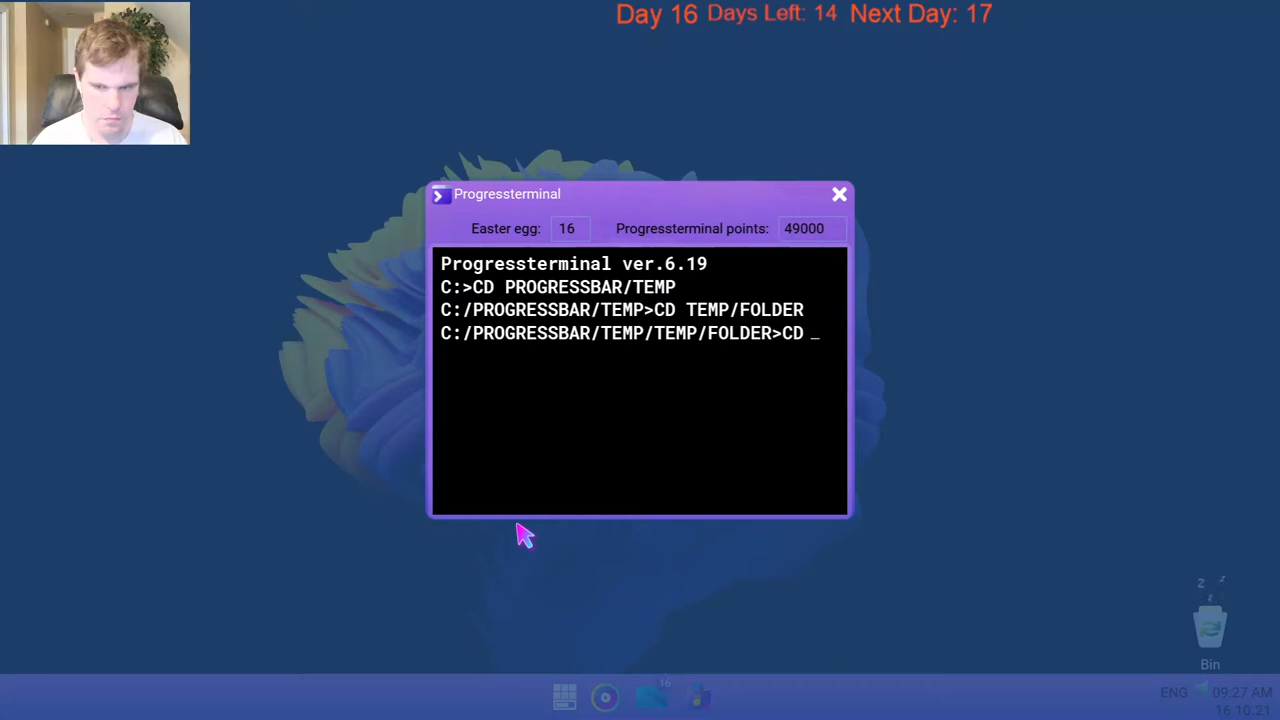 Day 16 Days Left: 14 Next Day: 17
Progressterminal
Easter egg: 16 Progressterminal points: 49000
Progressterminal ver.6.19
C:>CD PROGRESSBAR/TEMP
C:/PROGRESSBAR/TEMP>CD TEMP/FOLDER
C:/PROGRESSBAR/TEMP/TEMP/FOLDER>CD _
z z
z
Bin
16
ENG 09:27 AM
16.10.21